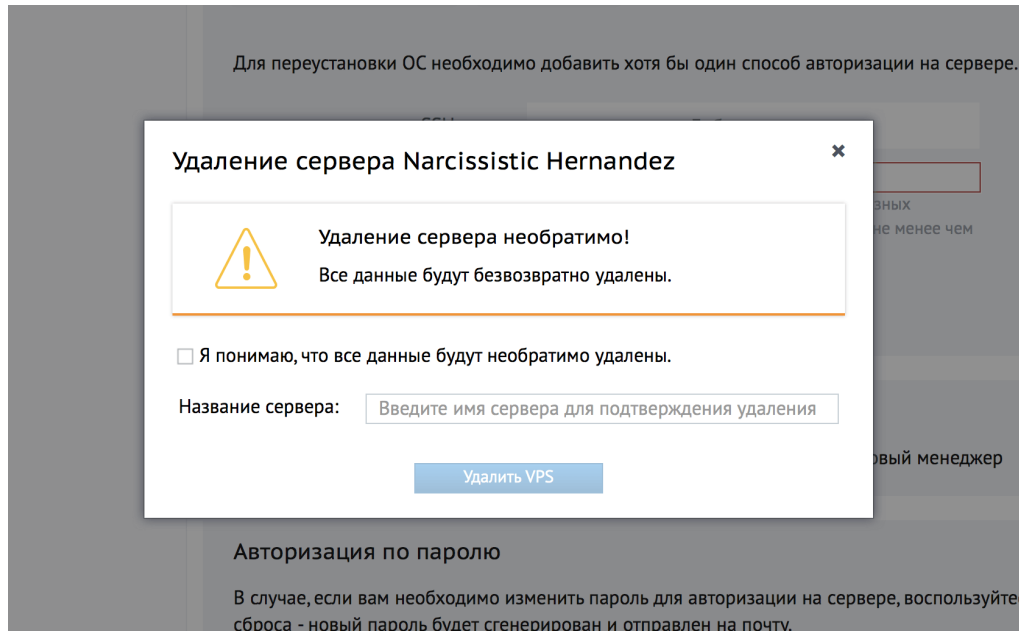 Для переустановки ОС необходимо добавить хотя бы один способ авторизации на сервере.
Удаление сервера Narcissistic Hernandez
Удаление сервера необратимо!
Все данные будут безвозвратно удалены.
не менее чем
Я понимаю, что все данные будут необратимо удалены.
Название сервера:
Введите имя сервера для подтверждения удаления
менеджер
Удалить VPS
Авторизация по паролю
В случае, если вам необходимо изменить пароль для авторизации на сервере, воспользуйте
сброса - новый пароль будет сгенерирован и отправлен на почту.